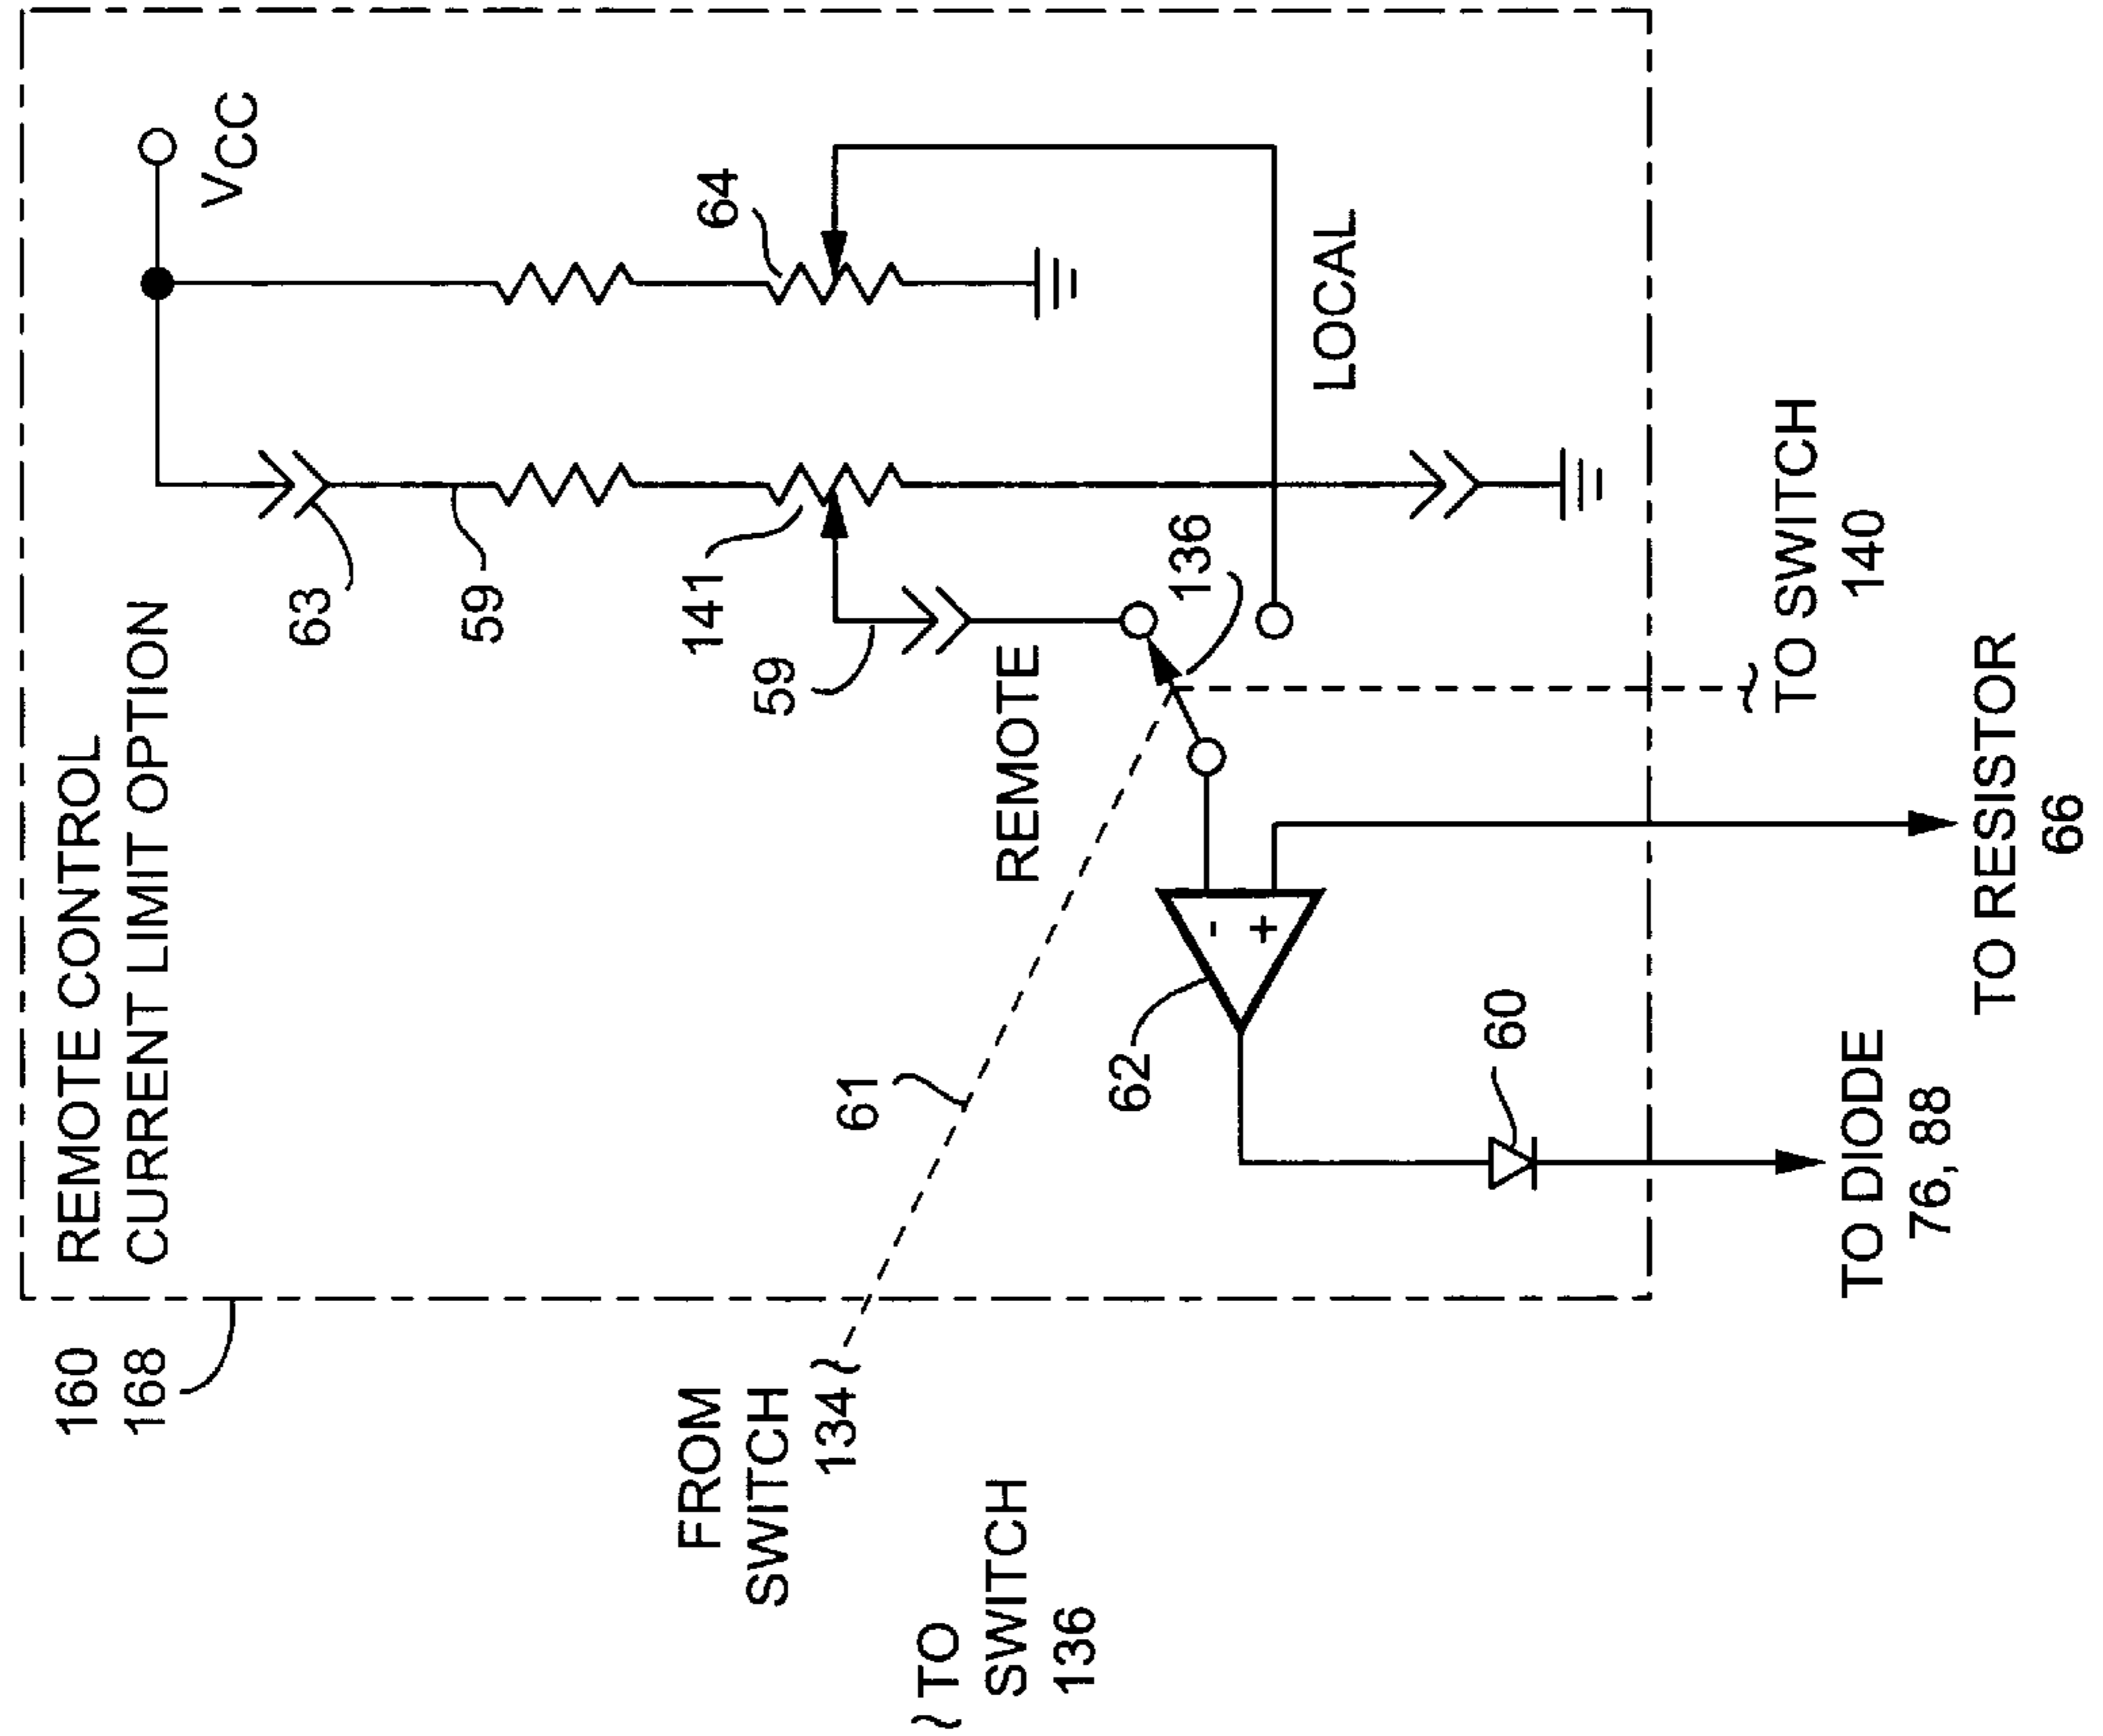 160
168
REMOTE CONTROL
CURRENT LIMIT OPTION
VCC
63
59
64
141
59
REMOTE
136
LOCAL
61
62
60
FROM
SWITCH
134
TO
SWITCH
136
TO SWITCH
140
TO RESISTOR
66
TO DIODE
76, 88
-
+